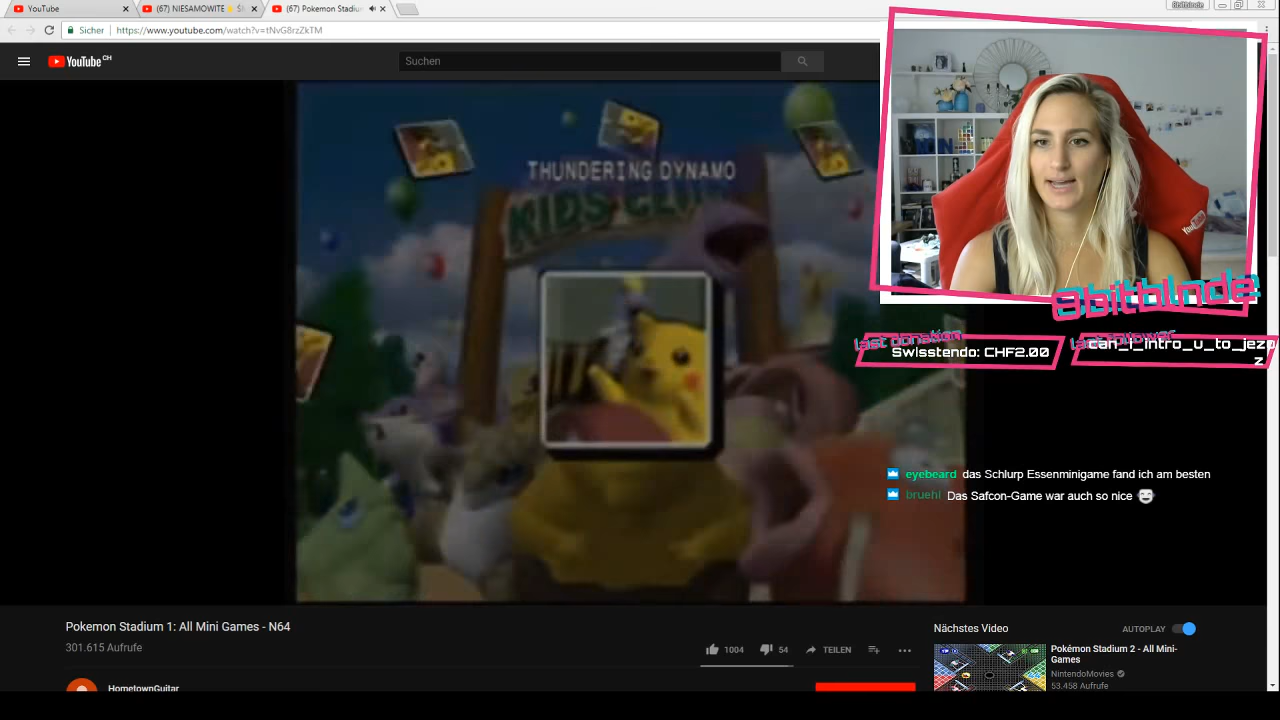 YouTube
(67) NIESAMOWITE
(67) Pokemon Stadiu
8bitblnde
Sicher
https://www.youtube.com/watch?v=tNvG8rzZkTM
YouTube CH
Suchen
THUNDERING DYNAMO
KIDS CLUB
8bitblnde
last donation
Swisstendo: CHF2.00
last follower
can_i_intro_u_to_jezp
z
eyebeard das Schlurp Essenminigame fand ich am besten
bruehl Das Safcon-Game war auch so nice
Pokemon Stadium 1: All Mini Games - N64
301.615 Aufrufe
1004
54
TEILEN
HometownGuitar
Nächstes Video
AUTOPLAY
Pokémon Stadium 2 - All Mini-
Games
NintendoMovies
53.458 Aufrufe